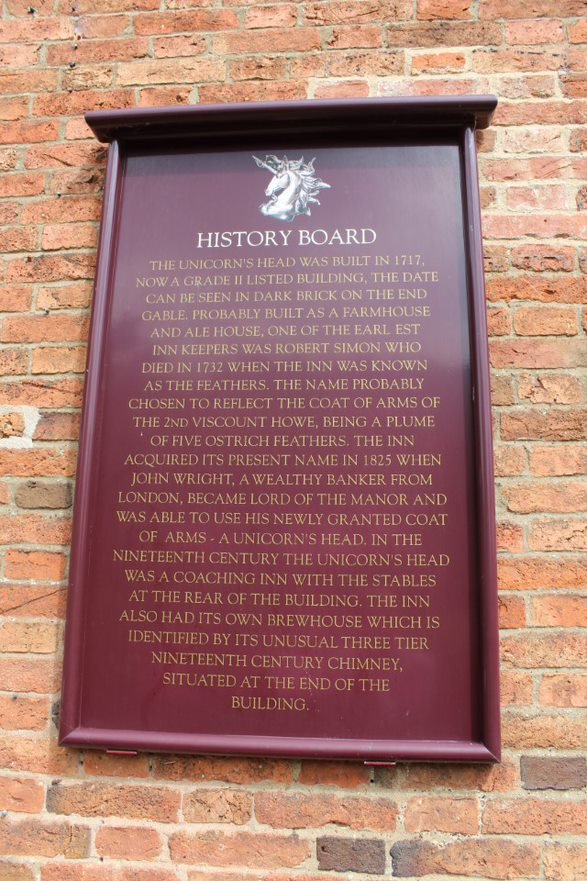 HISTORY BOARD
THE UNICORN'S HEAD WAS BUILT IN 1717,
NOW A GRADE II LISTED BUILDING, THE DATE
CAN BE SEEN IN DARK BRICK ON THE END
GABLE. PROBABLY BUILT AS A FARMHOUSE
AND ALE HOUSE, ONE OF THE EARL EST
INN KEEPERS WAS ROBERT SIMON WHO
DIED IN 1732 WHEN THE INN WAS KNOWN
AS THE FEATHERS. THE NAME PROBABLY
CHOSEN TO REFLECT THE COAT OF ARMS OF
THE 2ND VISCOUNT HOWE, BEING A PLUME
OF FIVE OSTRICH FEATHERS. THE INN
ACQUIRED ITS PRESENT NAME IN 1825 WHEN
JOHN WRIGHT, A WEALTHY BANKER FROM
LONDON, BECAME LORD OF THE MANOR AND
WAS ABLE TO USE HIS NEWLY GRANTED COAT
OF ARMS - A UNICORN'S HEAD. IN THE
NINETEENTH CENTURY THE UNICORN'S HEAD
WAS A COACHING INN WITH THE STABLES
AT THE REAR OF THE BUILDING. THE INN
ALSO HAD ITS OWN BREWHOUSE WHICH IS
IDENTIFIED BY ITS UNUSUAL THREE TIER
NINETEENTH CENTURY CHIMNEY,
SITUATED AT THE END OF THE
BUILDING.